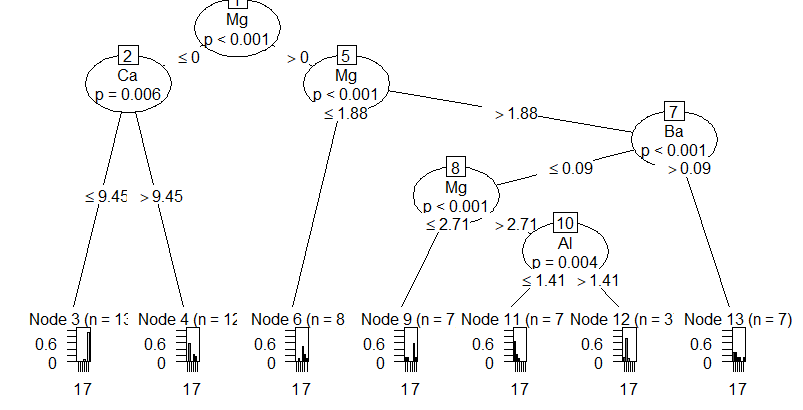 1
Mg
p < 0.001
≤ 0
> 0
2
Ca
p = 0.006
5
Mg
p < 0.001
≤ 1.88
> 1.88
7
Ba
p < 0.001
≤ 0.09
> 0.09
8
Mg
p < 0.001
≤ 2.71
> 2.71
10
Al
p = 0.004
≤ 1.41
> 1.41
≤ 9.45
> 9.45
Node 3 (n = 13
Node 4 (n = 12
Node 6 (n = 8
Node 9 (n = 7
Node 11 (n = 7
Node 12 (n = 3
Node 13 (n = 7)
0.6
0
17
0.6
0
17
0.6
0
17
0.6
0
17
0.6
0
17
0.6
0
17
0.6
0
17